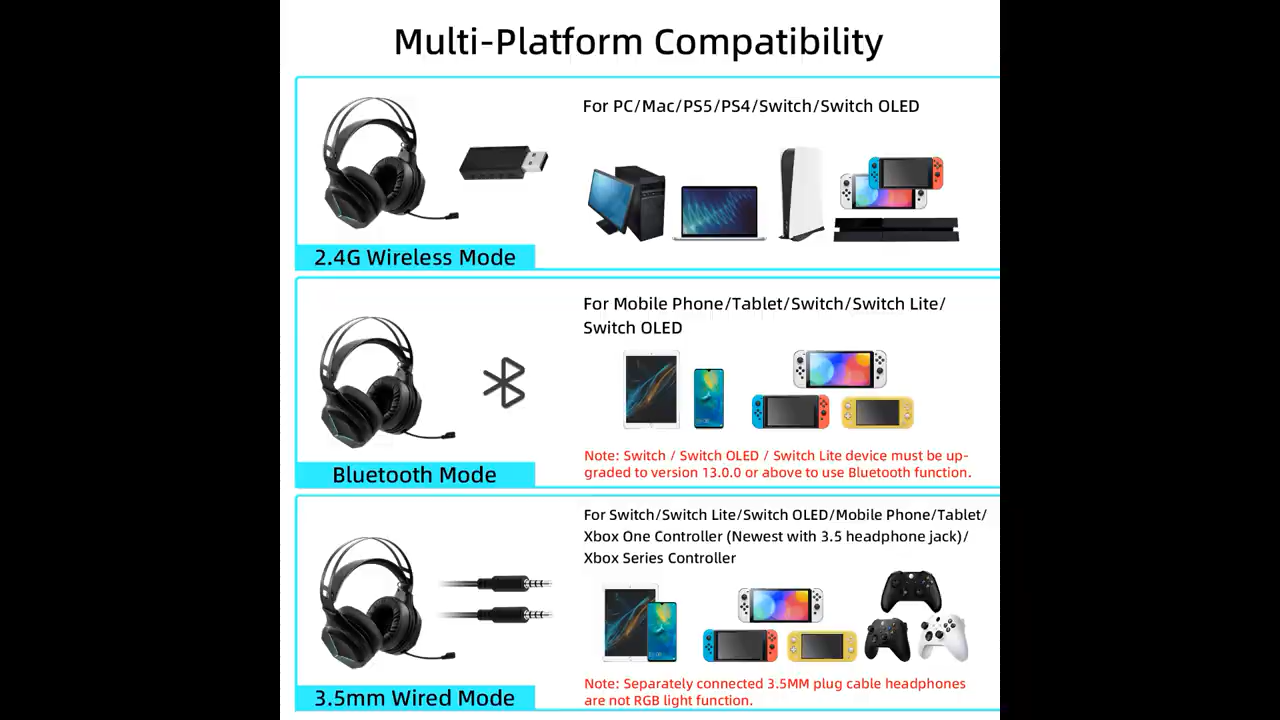 Multi-Platform Compatibility
For PC/Mac/PS5/PS4/Switch/Switch OLED
2.4G Wireless Mode
For Mobile Phone/Tablet/Switch/Switch Lite/
Switch OLED
Note: Switch / Switch OLED / Switch Lite device must be up-
graded to version 13.0.0 or above to use Bluetooth function.
Bluetooth Mode
For Switch/Switch Lite/Switch OLED/Mobile Phone/Tablet/
Xbox One Controller (Newest with 3.5 headphone jack)/
Xbox Series Controller
Note: Separately connected 3.5MM plug cable headphones
are not RGB light function.
3.5mm Wired Mode